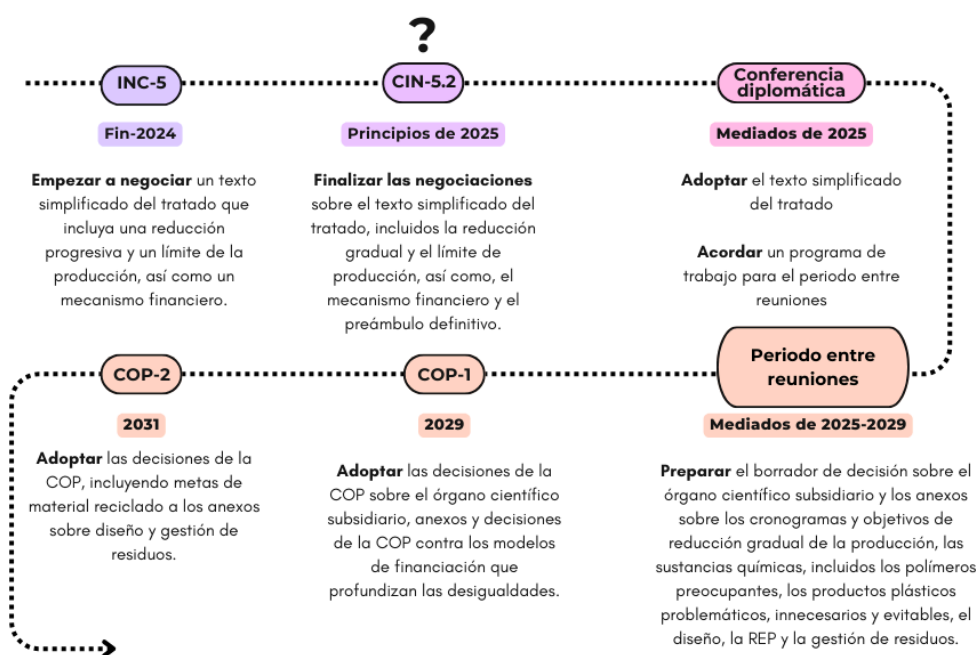 ?
INC-5
Fin-2024
Empezar a negociar un texto
simplificado del tratado que
incluya una reducción
progresiva y un límite de la
producción, así como un
mecanismo financiero.
CIN-5.2
Principios de 2025
Finalizar las negociaciones
sobre el texto simplificado del
tratado, incluidos la reducción
gradual y el límite de
producción, así como, el
mecanismo financiero y el
preámbulo definitivo.
Conferencia
diplomática
Mediados de 2025
Adoptar el texto simplificado
del tratado
Acordar un programa de
trabajo para el periodo entre
reuniones
Periodo entre
reuniones
Mediados de 2025-2029
Preparar el borrador de decisión sobre el
órgano científico subsidiario y los anexos
sobre los cronogramas y objetivos de
reducción gradual de la producción, las
sustancias químicas, incluidos los polímeros
preocupantes, los productos plásticos
problemáticos, innecesarios y evitables, el
diseño, la REP y la gestión de residuos.
COP-1
2029
Adoptar las decisiones de la
COP sobre el órgano científico
subsidiario, anexos y decisiones
de la COP contra los modelos
de financiación que
profundizan las desigualdades.
COP-2
2031
Adoptar las decisiones de la
COP, incluyendo metas de
material reciclado a los anexos
sobre diseño y gestión de
residuos.